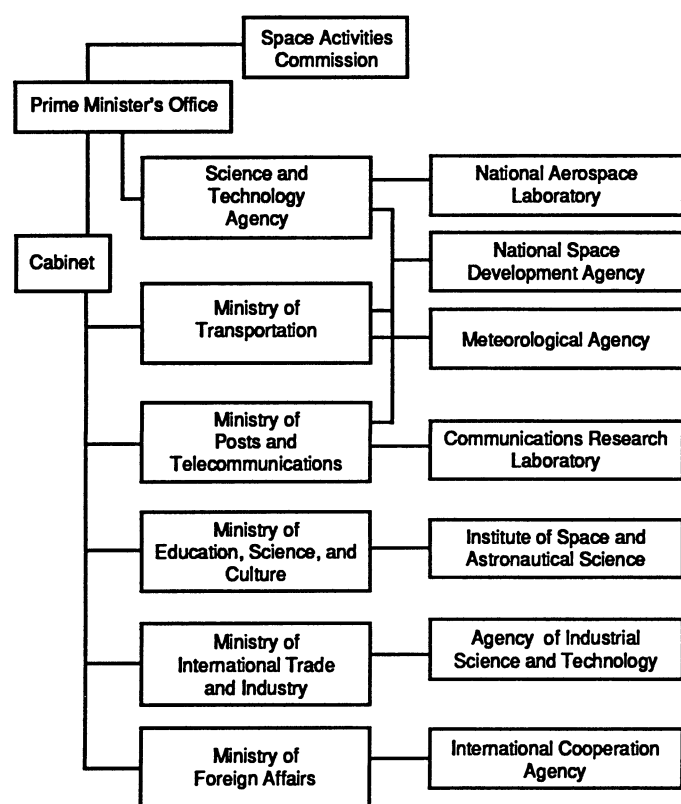 Space Activities
Commission
Prime Minister's Office
Science and
Technology
Agency
National Aerospace
Laboratory
Cabinet
National Space
Development Agency
Ministry of
Transportation
Meteorological Agency
Ministry of
Posts and
Telecommunications
Communications Research
Laboratory
Ministry of
Education, Science, and
Culture
Institute of Space and
Astronautical Science
Ministry of
International Trade
and Industry
Agency of Industrial
Science and Technology
Ministry of
Foreign Affairs
International Cooperation
Agency